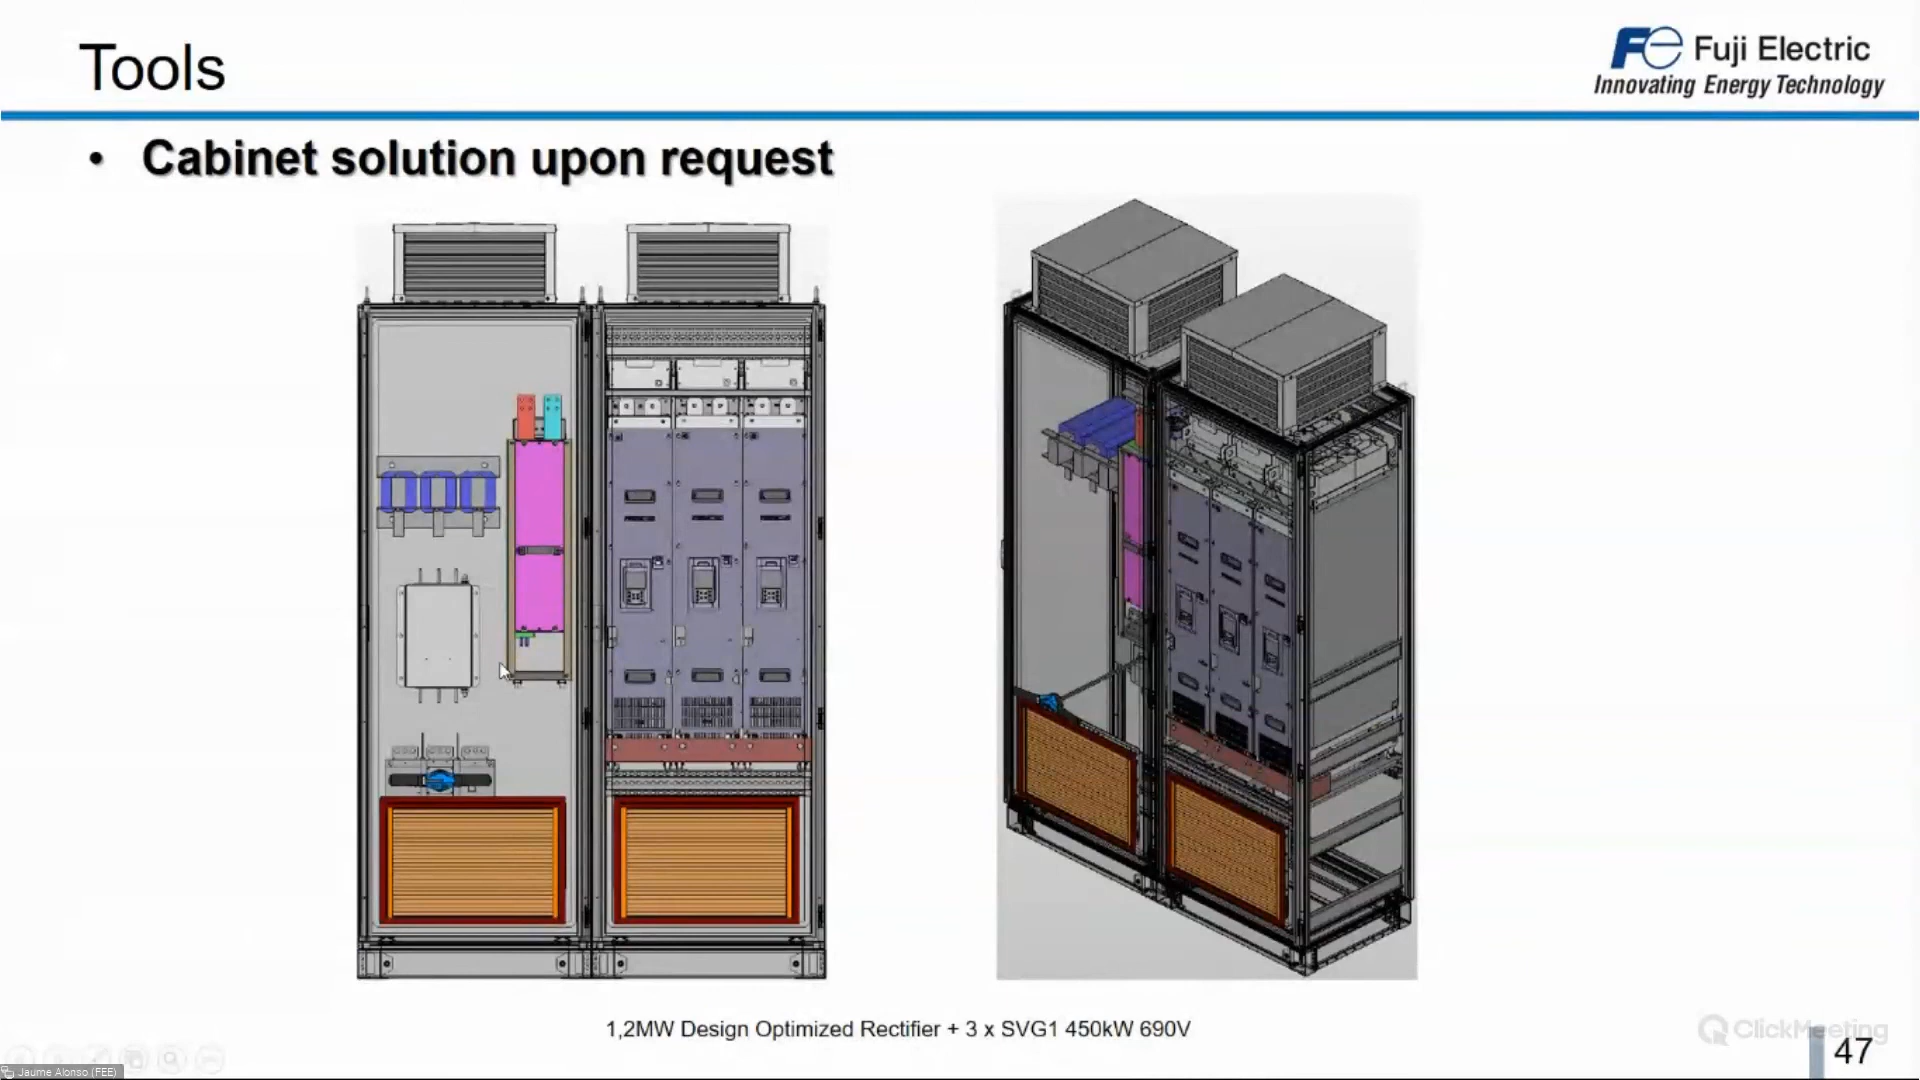 Tools
Fe Fuji Electric
Innovating Energy Technology
• Cabinet solution upon request
1,2MW Design Optimized Rectifier + 3 x SVG1 450kW 690V
ClickMeeting
47
Jaume Alonso (FEE)